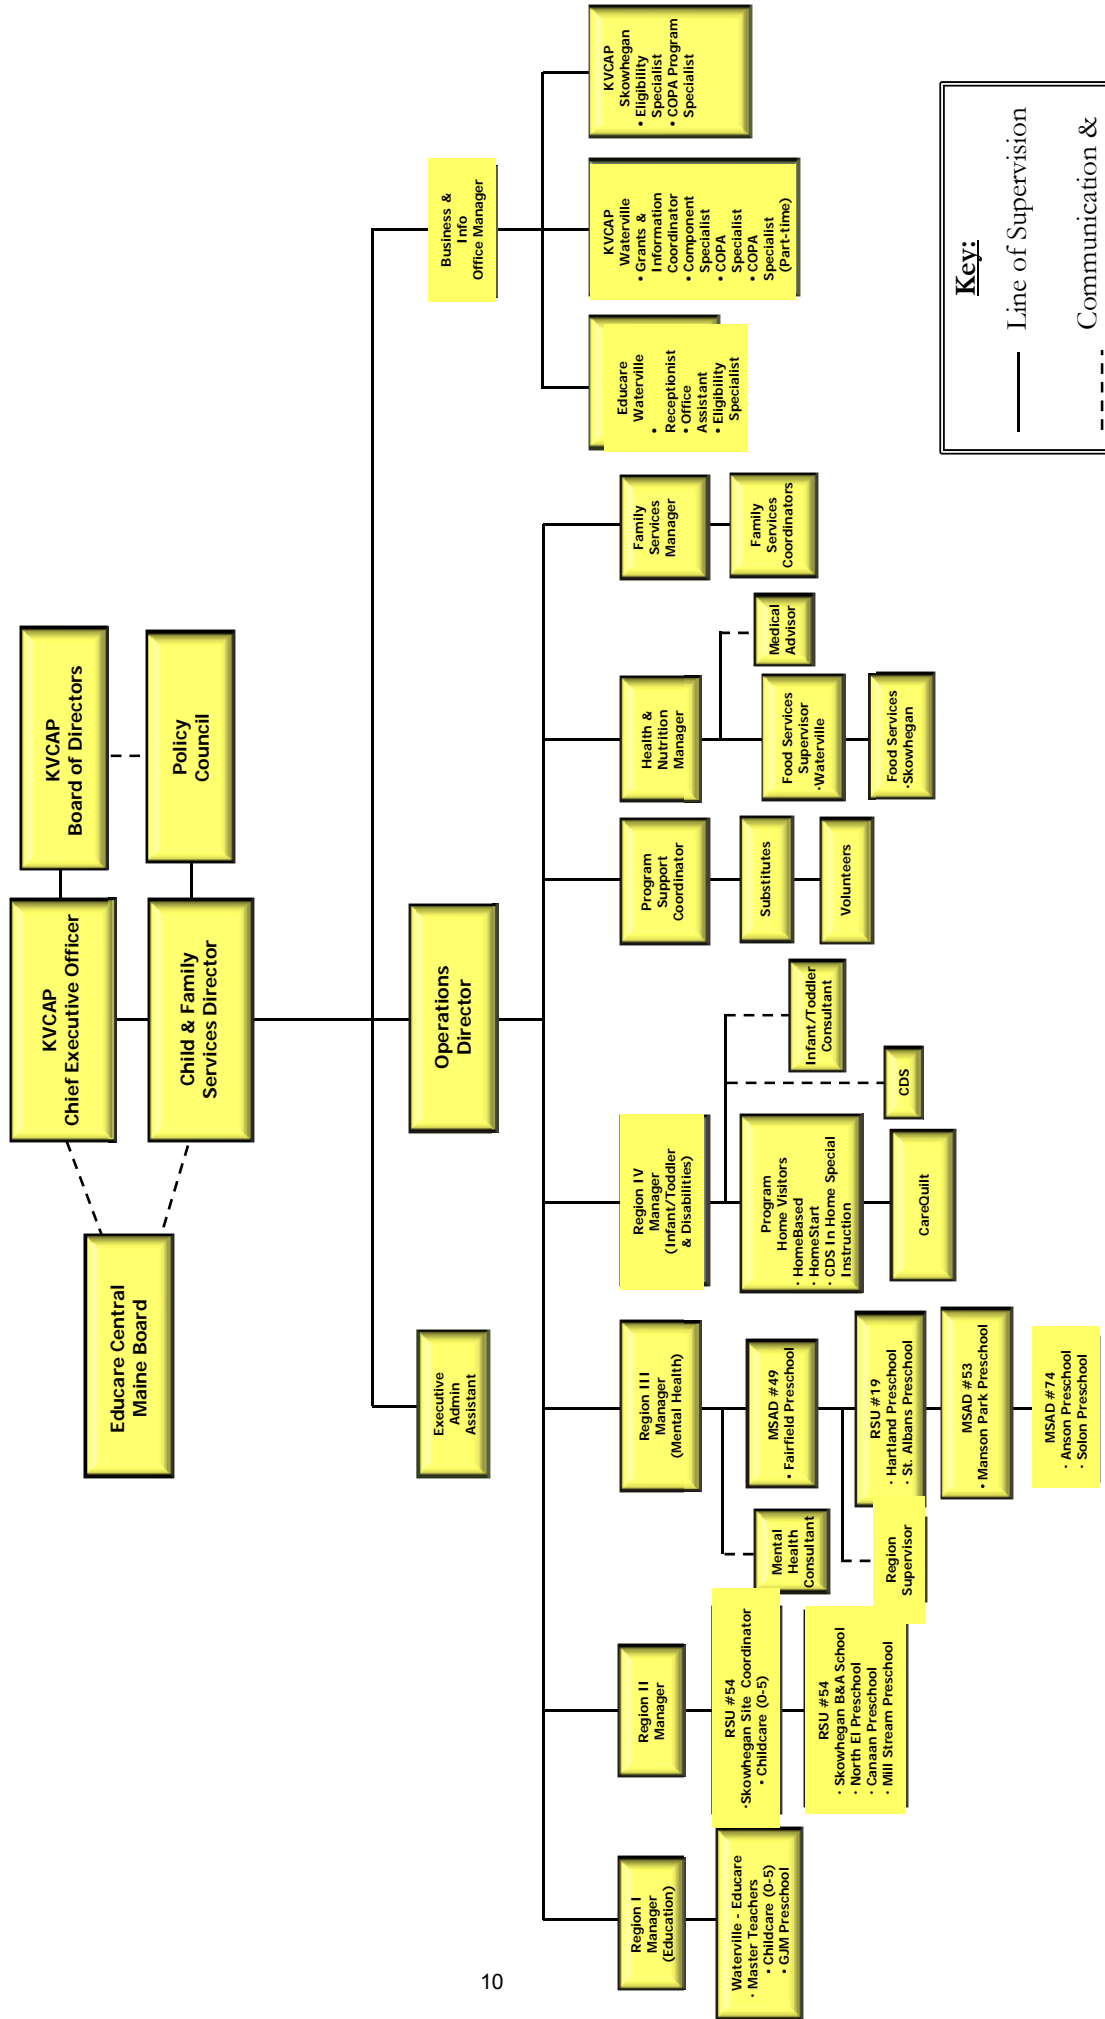 KVCAP
Chief Executive Officer
KVCAP
Board of Directors
Educare Central
Maine Board
Child & Family
Services Director
Policy
Council
Executive
Admin
Assistant
Operations
Director
Business &
Info
Office Manager
Region I
Manager
(Education)
Waterville - Educare
· Master Teachers
• Childcare (0-5)
• GJM Preschool
Region II
Manager
RSU #54
·Skowhegan Site Coordinator
• Childcare (0-5)
RSU #54
· Skowhegan B&A School
· North El Preschool
· Canaan Preschool
· Mill Stream Preschool
Region III
Manager
(Mental Health)
Mental
Health
Consultant
MSAD #49
• Fairfield Preschool
Region
Supervisor
RSU #19
· Hartland Preschool
· St. Albans Preschool
MSAD #53
• Manson Park Preschool
MSAD #74
· Anson Preschool
· Solon Preschool
Region IV
Manager
(Infant/Toddler
& Disabilities)
Program
Home Visitors
· HomeBased
· HomeStart
· CDS In Home Special
Instruction
CareQuilt
CDS
Infant/Toddler
Consultant
Program
Support
Coordinator
Substitutes
Volunteers
Health &
Nutrition
Manager
Medical
Advisor
Food Services
Supervisor
·Waterville
Food Services
·Skowhegan
Family
Services
Manager
Family
Services
Coordinators
Educare
Waterville
•
Receptionist
• Office
Assistant
• Eligibility
Specialist
KVCAP
Waterville
• Grants &
Information
Coordinator
• Component
Specialist
• COPA
Specialist
• COPA
Specialist
(Part-time)
KVCAP
Skowhegan
• Eligibility
Specialist
• COPA Program
Specialist
Key:
Line of Supervision
Communication &
10